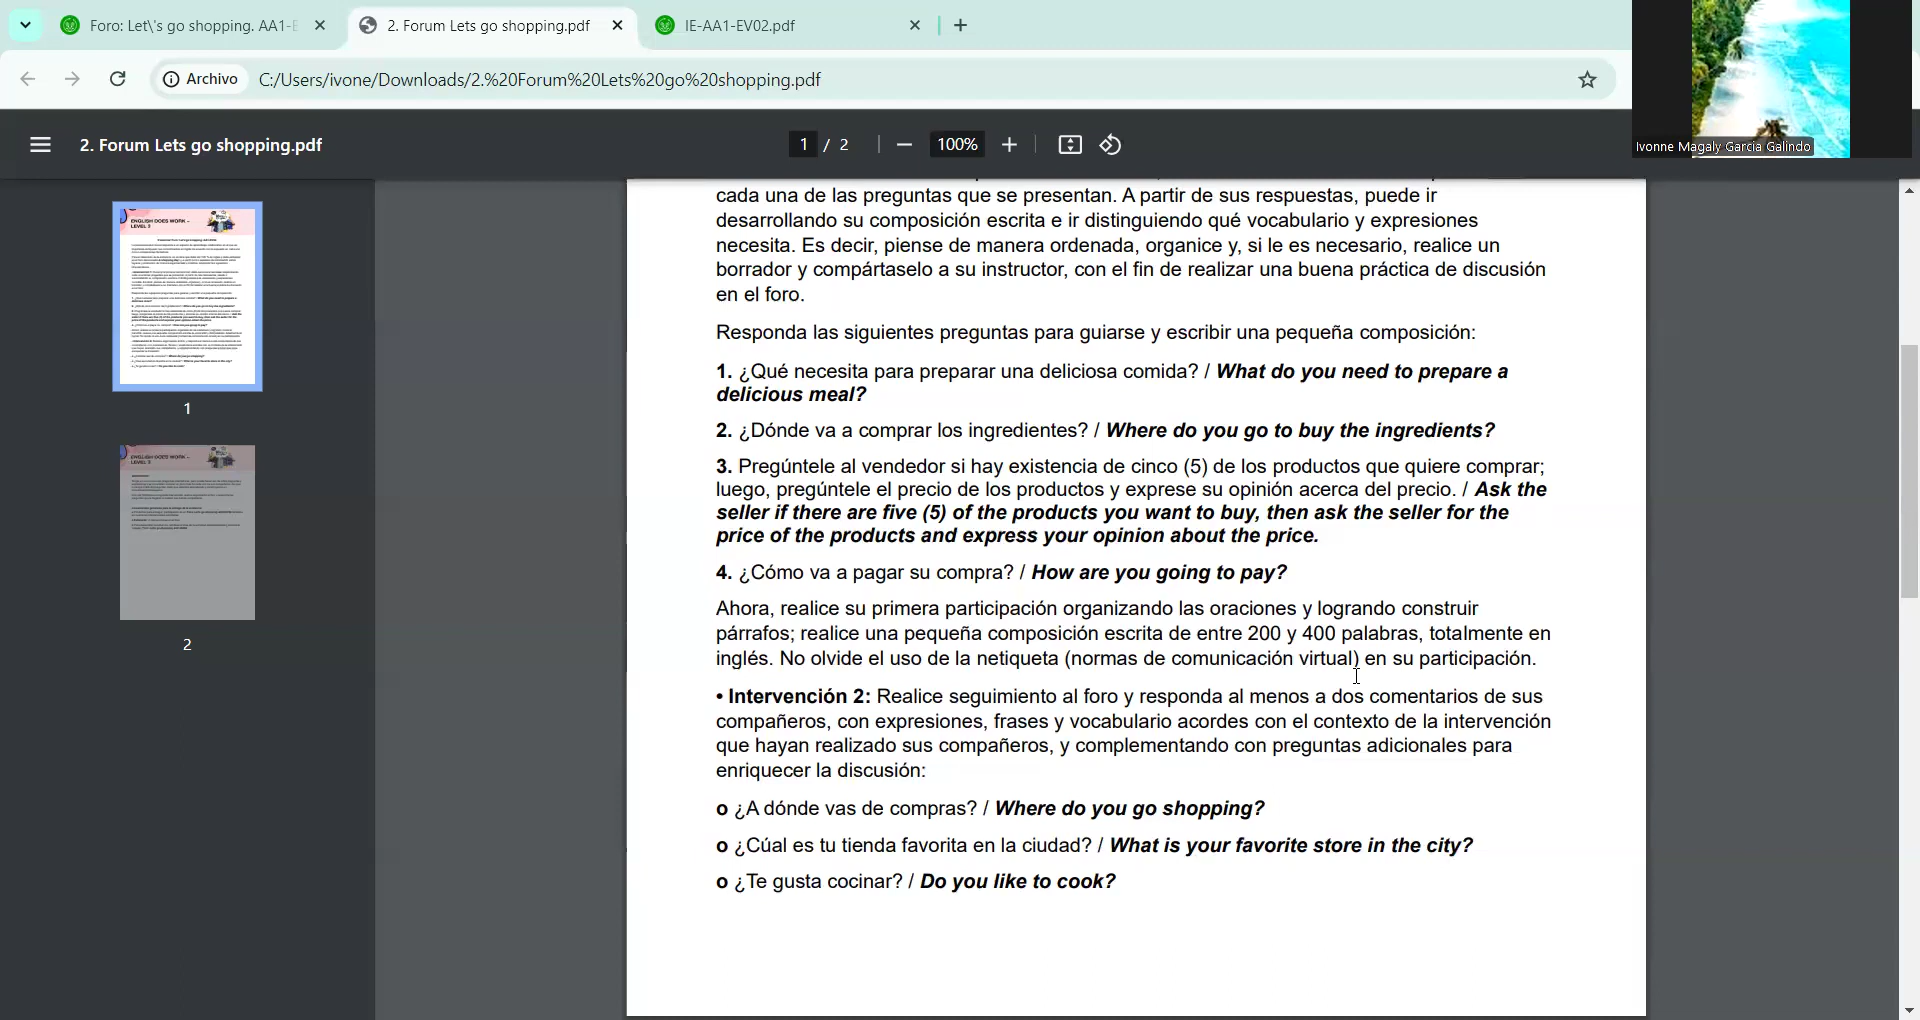 Foro: Let\'s go shopping. AA1-E
2. Forum Lets go shopping.pdf
IE-AA1-EV02.pdf
Archivo
C:/Users/ivone/Downloads/2.%20Forum%20Lets%20go%20shopping.pdf
Ivonne Magaly Garcia Galindo
2. Forum Lets go shopping.pdf
1 / 2
100%
ENGLISH DOES WORK -
LEVEL 3
1
ENGLISH DOES WORK -
LEVEL 3
2
cada una de las preguntas que se presentan. A partir de sus respuestas, puede ir
desarrollando su composición escrita e ir distinguiendo qué vocabulario y expresiones
necesita. Es decir, piense de manera ordenada, organice y, si le es necesario, realice un
borrador y compártaselo a su instructor, con el fin de realizar una buena práctica de discusión
en el foro.
Responda las siguientes preguntas para guiarse y escribir una pequeña composición:
1. ¿Qué necesita para preparar una deliciosa comida? / What do you need to prepare a
delicious meal?
2. ¿Dónde va a comprar los ingredientes? / Where do you go to buy the ingredients?
3. Pregúntele al vendedor si hay existencia de cinco (5) de los productos que quiere comprar;
luego, pregúntele el precio de los productos y exprese su opinión acerca del precio. / Ask the
seller if there are five (5) of the products you want to buy, then ask the seller for the
price of the products and express your opinion about the price.
4. ¿Cómo va a pagar su compra? / How are you going to pay?
Ahora, realice su primera participación organizando las oraciones y logrando construir
párrafos; realice una pequeña composición escrita de entre 200 y 400 palabras, totalmente en
inglés. No olvide el uso de la netiqueta (normas de comunicación virtual) en su participación.
• Intervención 2: Realice seguimiento al foro y responda al menos a dos comentarios de sus
compañeros, con expresiones, frases y vocabulario acordes con el contexto de la intervención
que hayan realizado sus compañeros, y complementando con preguntas adicionales para
enriquecer la discusión:
o ¿A dónde vas de compras? / Where do you go shopping?
o ¿Cúal es tu tienda favorita en la ciudad? / What is your favorite store in the city?
o ¿Te gusta cocinar? / Do you like to cook?